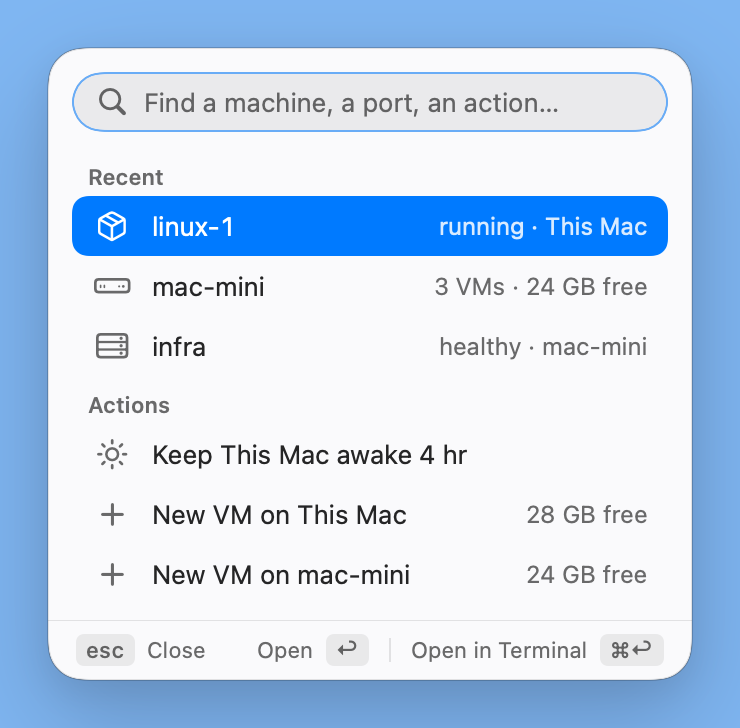 Find a machine, a port, an action…
Recent
linux-1 running · This Mac
mac-mini 3 VMs · 24 GB free
infra healthy · mac-mini
Actions
Keep This Mac awake 4 hr
New VM on This Mac 28 GB free
New VM on mac-mini 24 GB free
esc Close Open ↩ Open in Terminal ⌘↩